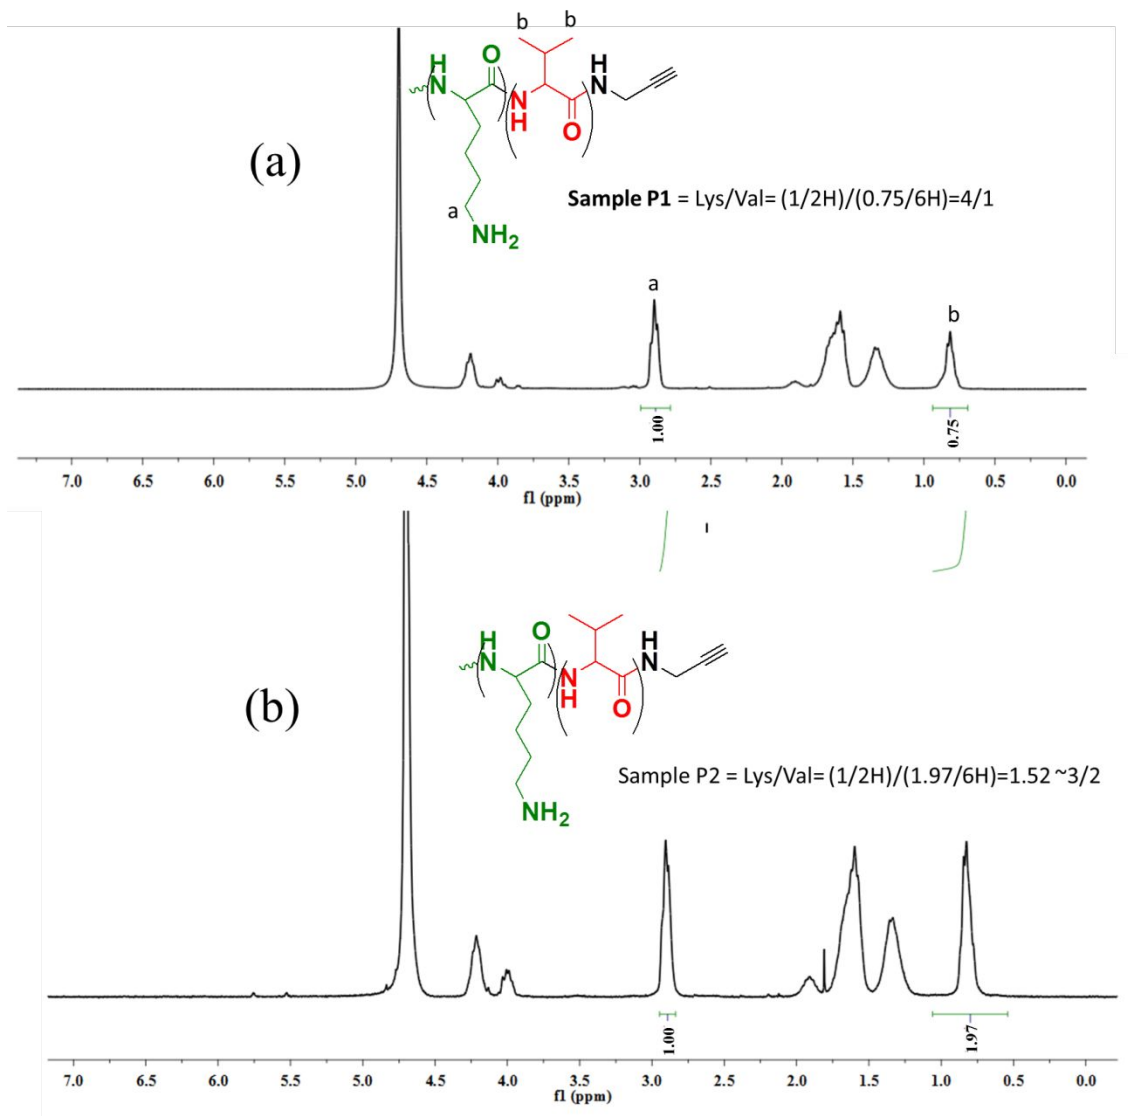 b b
H
N
O
H
N
(a)
N
H
O
Sample P1 = Lys/Val= (1/2H)/(0.75/6H)=4/1
a
NH2
a
b
1.00
0.75
7.0 6.5 6.0 5.5 5.0 4.5 4.0 3.5 3.0 2.5 2.0 1.5 1.0 0.5 0.0
f1 (ppm)
H
N
O
H
N
(b)
N
H
O
Sample P2 = Lys/Val= (1/2H)/(1.97/6H)=1.52 ~3/2
NH2
1.00
1.97
7.0 6.5 6.0 5.5 5.0 4.5 4.0 3.5 3.0 2.5 2.0 1.5 1.0 0.5 0.0
f1 (ppm)